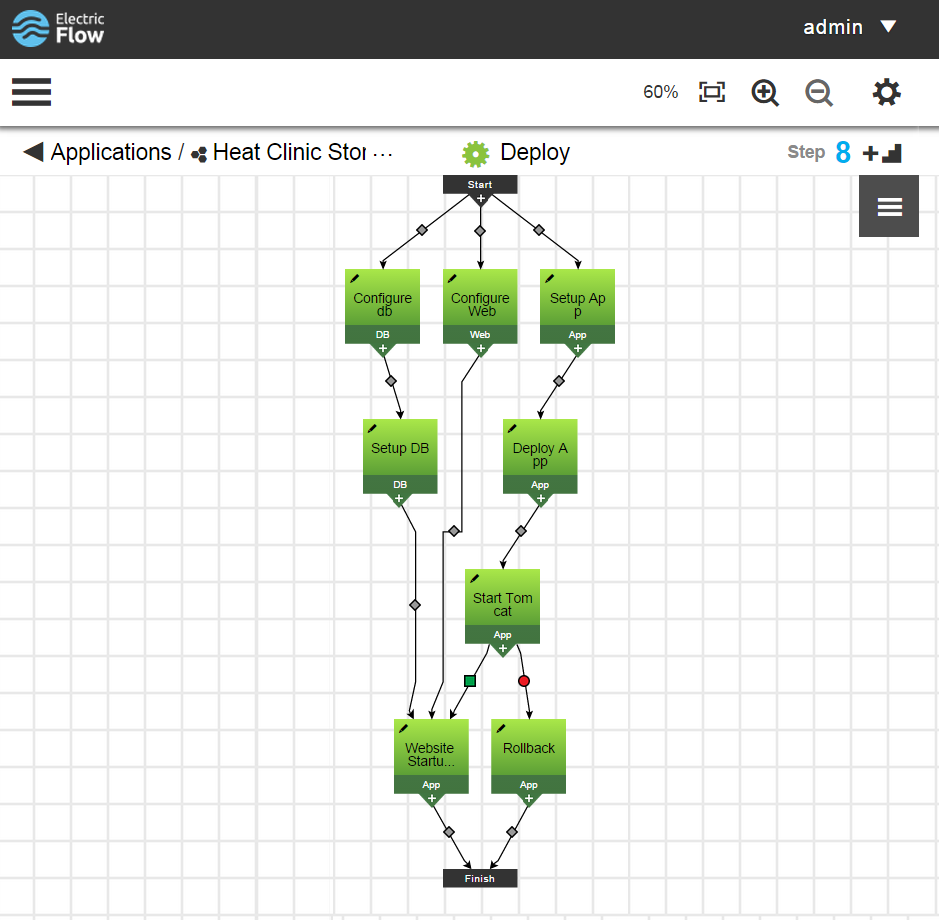 Electric
Flow
admin
60%
Applications / Heat Clinic Stor ...
Deploy
Step 8
Start
Configure
db
DB
Configure
Web
Web
Setup Ap
p
App
Setup DB
DB
Deploy A
pp
App
Start Tom
cat
App
Website
Startu...
App
Rollback
App
Finish